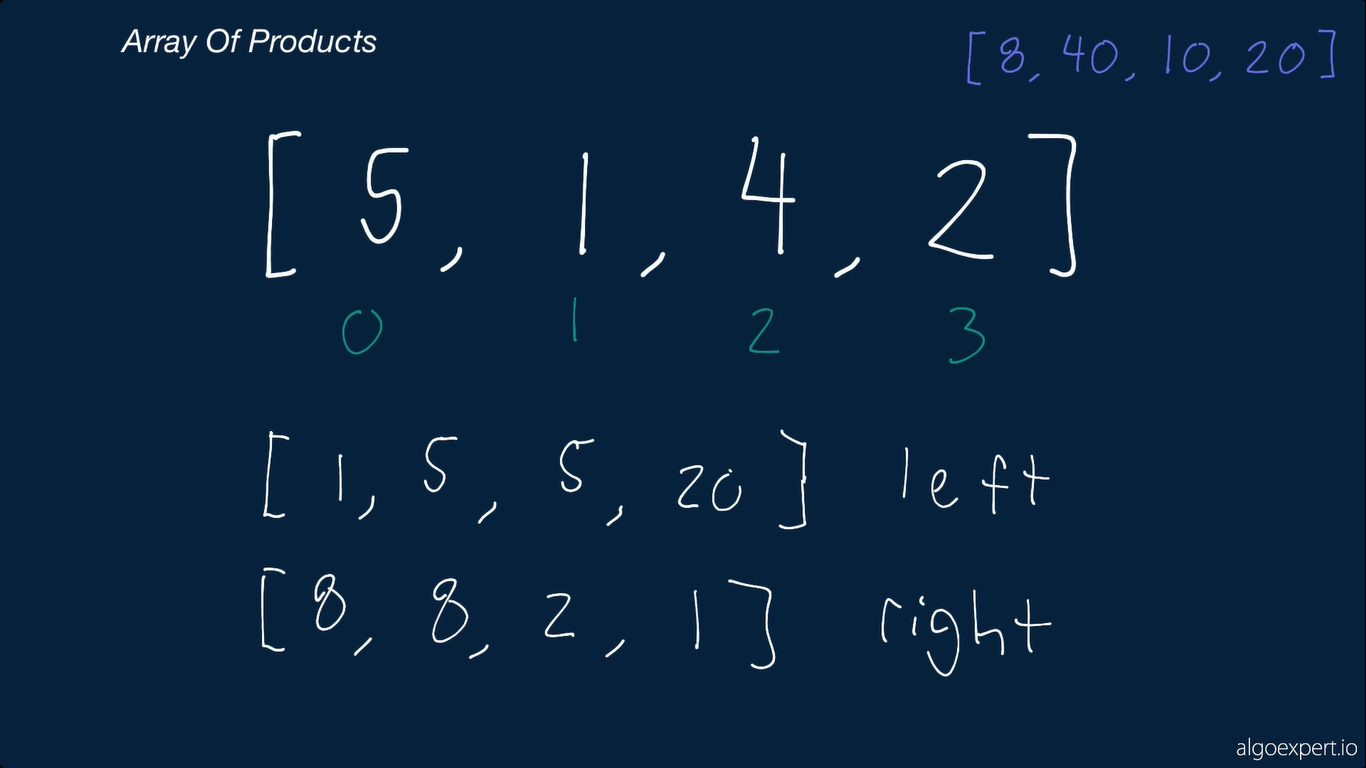 Array Of Products
[8, 40, 10, 20]
[5, 1, 4, 2]
0 1 2 3
[1, 5, 5, 20] left
[8, 8, 2, 1] right
algoexpert.io